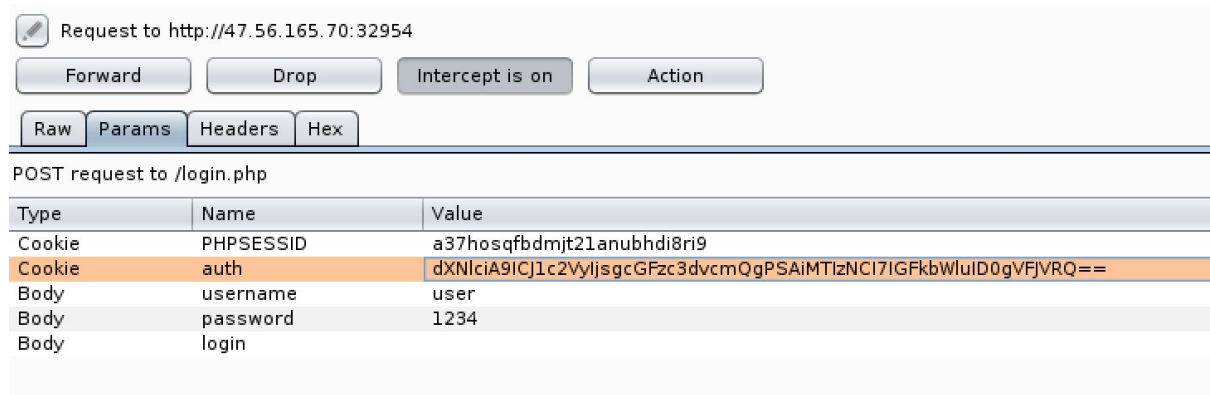 Request to http://47.56.165.70:32954
Forward Drop Intercept is on Action
Raw Params Headers Hex
POST request to /login.php
Type Name Value
Cookie PHPSESSID a37hosqfbdmjt21anubhdi8ri9
Cookie auth dXNlciA9ICJ1c2VyIjsgcGFzc3dvcmQgPSAiMTIzNCI7IGFkbWluID0gVFJVRQ==
Body username user
Body password 1234
Body login